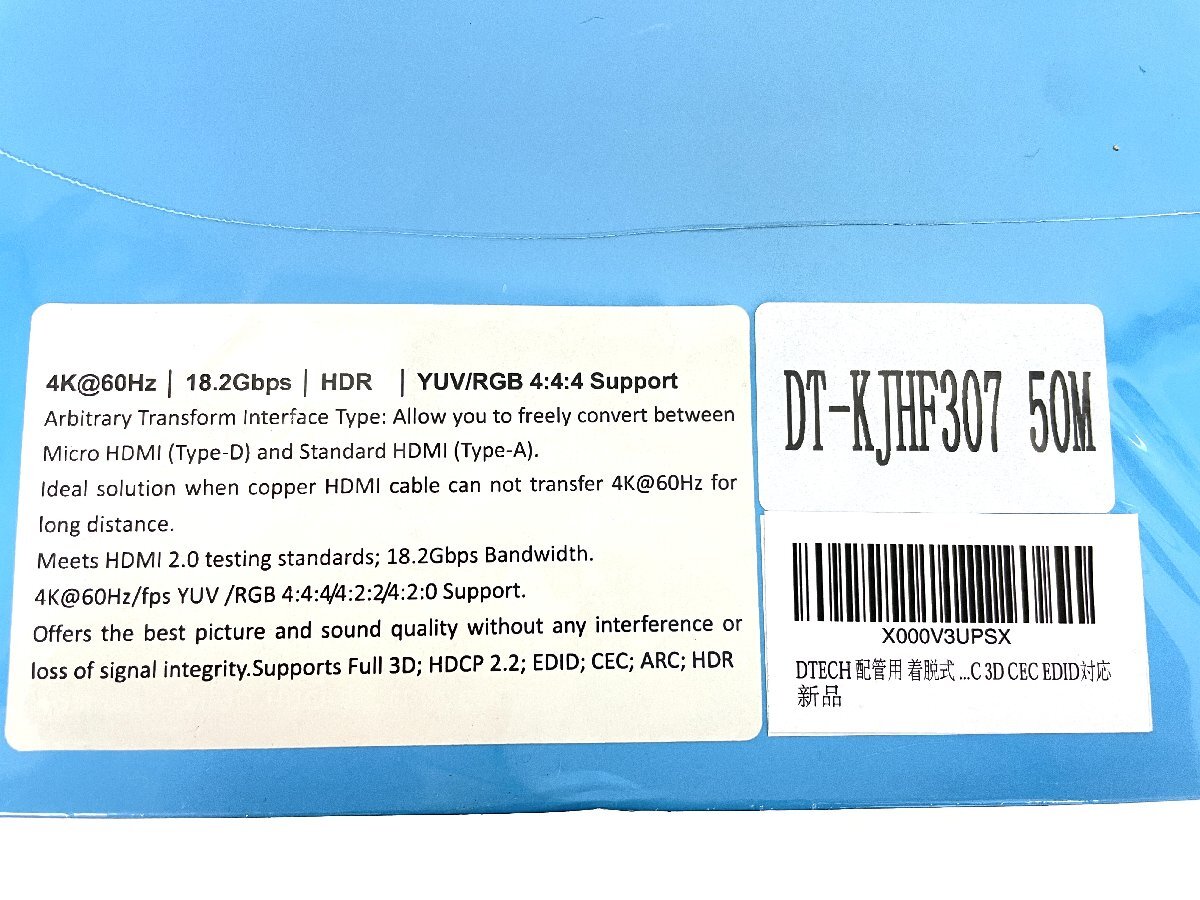 4K@60Hz | 18.2Gbps | HDR | YUV/RGB 4:4:4 Support
Arbitrary Transform Interface Type: Allow you to freely convert between
Micro HDMI (Type-D) and Standard HDMI (Type-A).
Ideal solution when copper HDMI cable can not transfer 4K@60Hz for
long distance.
Meets HDMI 2.0 testing standards; 18.2Gbps Bandwidth.
4K@60Hz/fps YUV /RGB 4:4:4/4:2:2/4:2:0 Support.
Offers the best picture and sound quality without any interference or
loss of signal integrity.Supports Full 3D; HDCP 2.2; EDID; CEC; ARC; HDR
DT-KJHF307 50M
X000V3UPSX
DTECH 配管用 着脱式 ...C 3D CEC EDID対応
新品